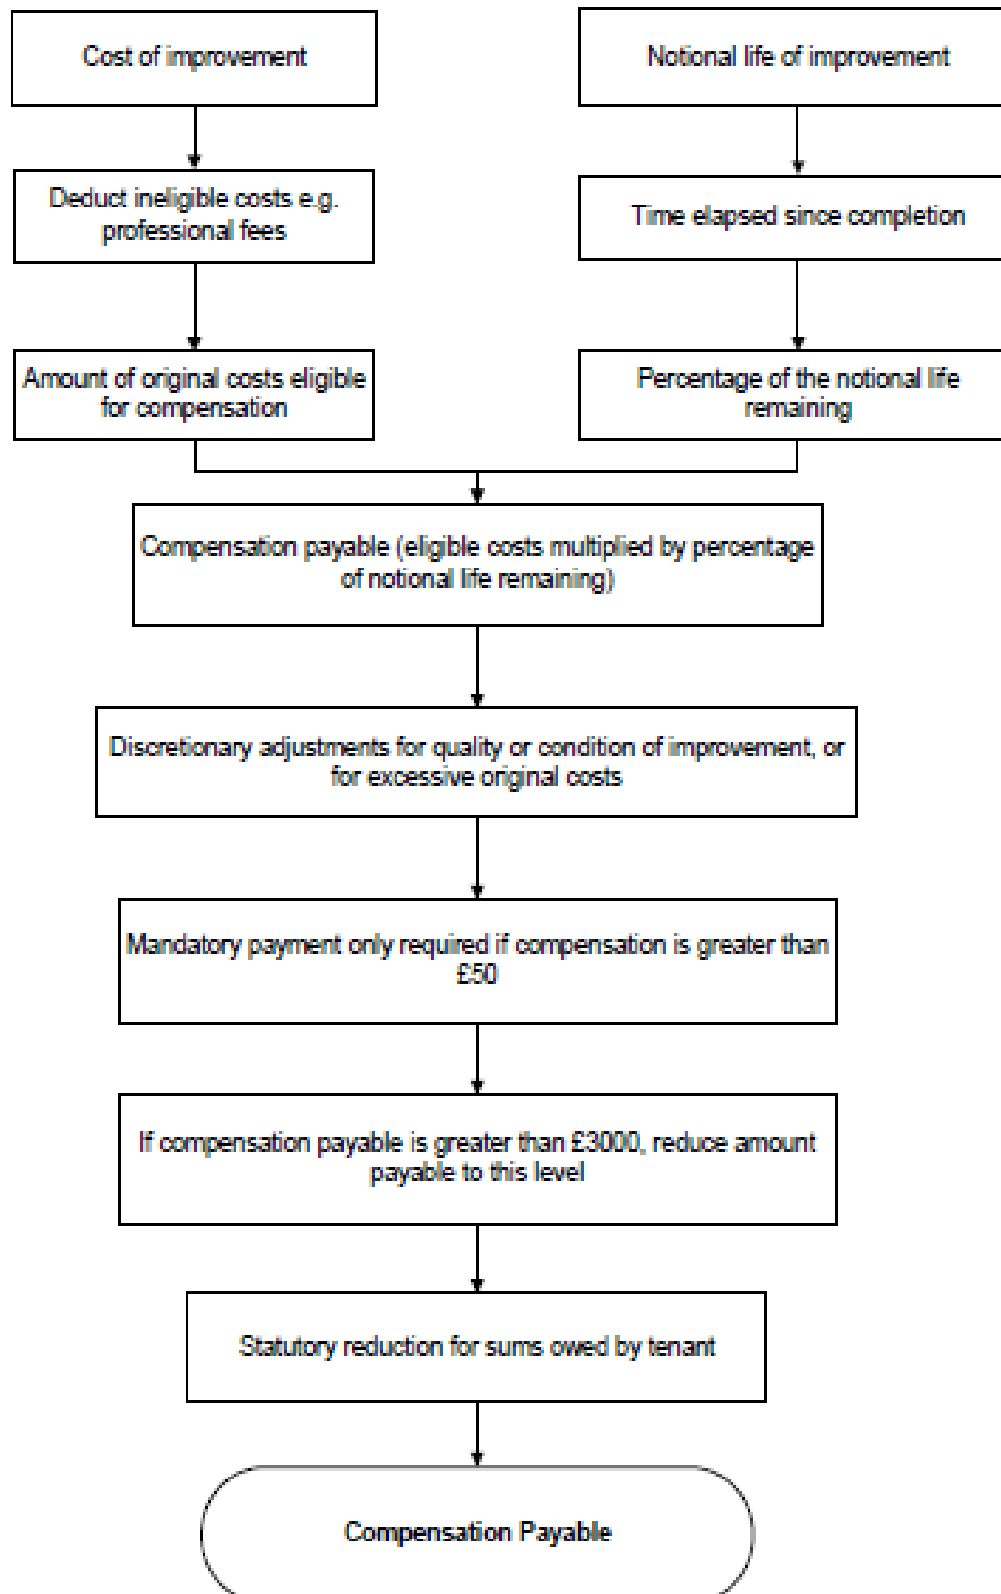 Cost of improvement
Notional life of improvement
Deduct ineligible costs e.g.
professional fees
Time elapsed since completion
Amount of original costs eligible
for compensation
Percentage of the notional life
remaining
Compensation payable (eligible costs multiplied by percentage
of notional life remaining)
Discretionary adjustments for quality or condition of improvement, or
for excessive original costs
Mandatory payment only required if compensation is greater than
£50
If compensation payable is greater than £3000, reduce amount
payable to this level
Statutory reduction for sums owed by tenant
Compensation Payable